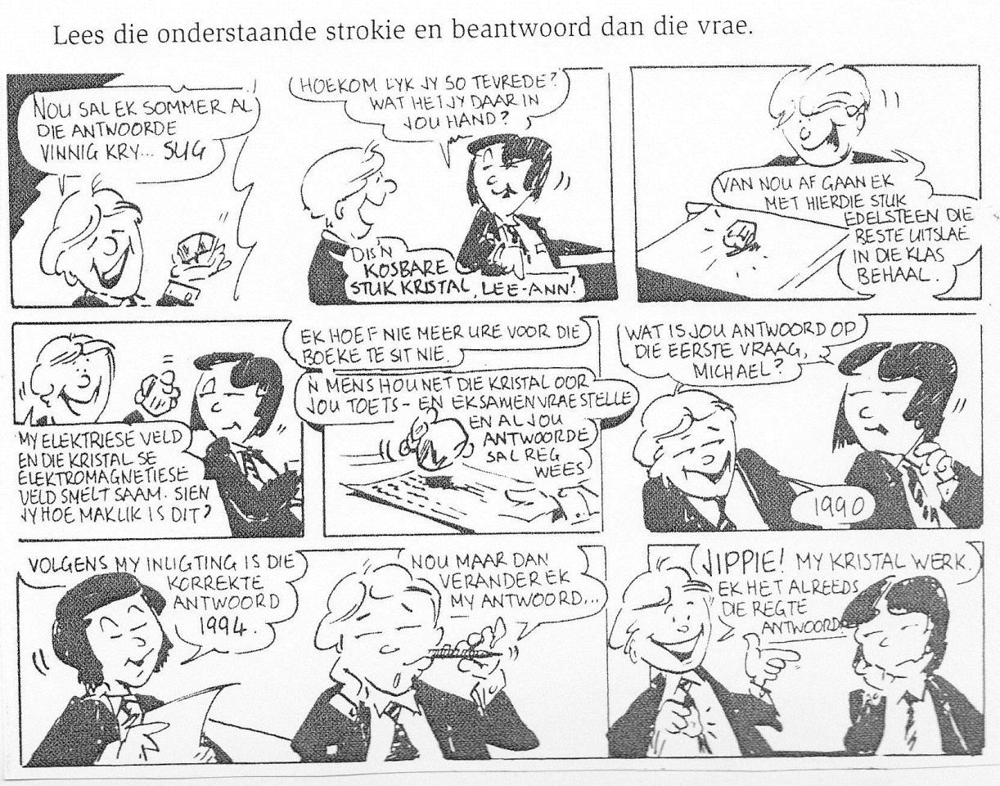 Lees die onderstaande strokie en beantwoord dan die vrae.
NOU SAL EK SOMMER AL
DIE ANTWOORDE
VINNIG KRY... SUG
HOEKOM LYK JY SO TEVREDE?
WAT HET JY DAAR IN
JOU HAND?
DIS 'N
KOSBARE
STUK KRISTAL, LEE-ANN!
VAN NOU AF GAAN EK
MET HIERDIE STUK
EDELSTEEN DIE
BESTE UITSLAE
IN DIE KLAS
BEHAAL.
MY ELEKTRIESE VELD
EN DIE KRISTAL SE
ELEKTROMAGNETIESE
VELD SMELT SAAM. SIEN
JY HOE MAKLIK IS DIT?
EK HOEF NIE MEER URE VOOR DIE
BOEKE TE SIT NIE.
'N MENS HOU NET DIE KRISTAL OOR
JOU TOETS- EN EKSAMENVRAESTELLE
EN AL JOU
ANTWOORDE
SAL REG
WEES
WAT IS JOU ANTWOORD OP
DIE EERSTE VRAAG,
MICHAEL?
1990
VOLGENS MY INLIGTING IS DIE
KORREKTE
ANTWOORD
1994.
NOU MAAR DAN
VERANDER EK
MY ANTWOORD...
JIPPIE! MY KRISTAL WERK.
EK HET ALREEDS
DIE REGTE
ANTWOORD